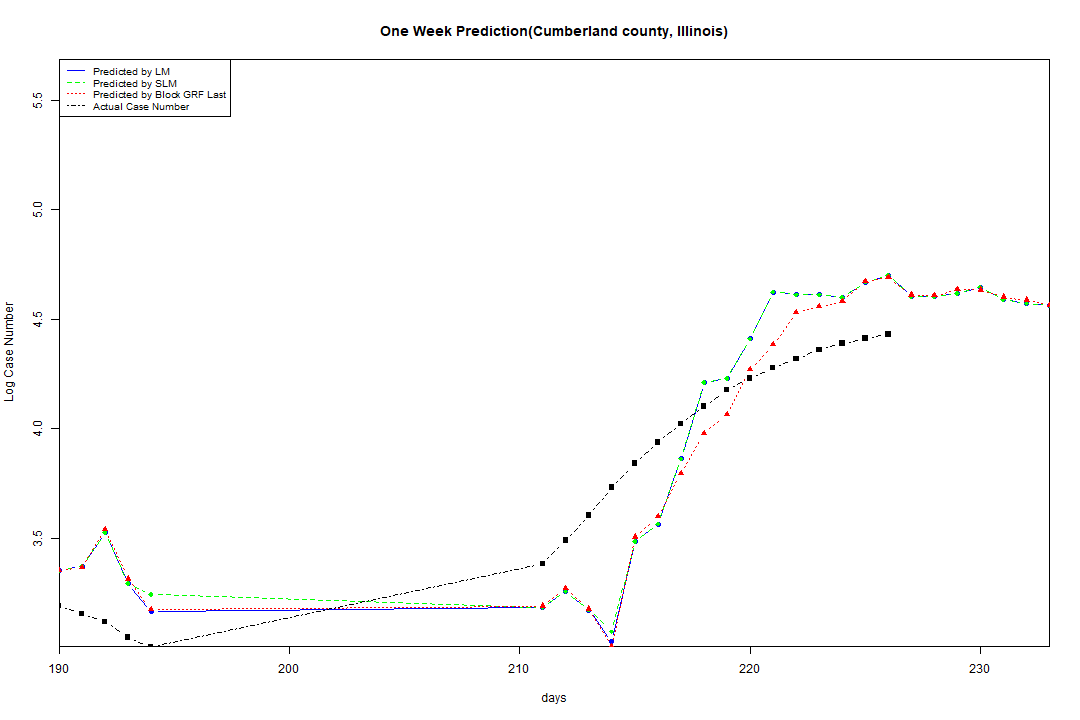 One Week Prediction(Cumberland county, Illinois)
Predicted by LM
Predicted by SLM
Predicted by Block GRF Last
Actual Case Number
5.5
5.0
4.5
4.0
3.5
Log Case Number
190 200 210 220 230
days